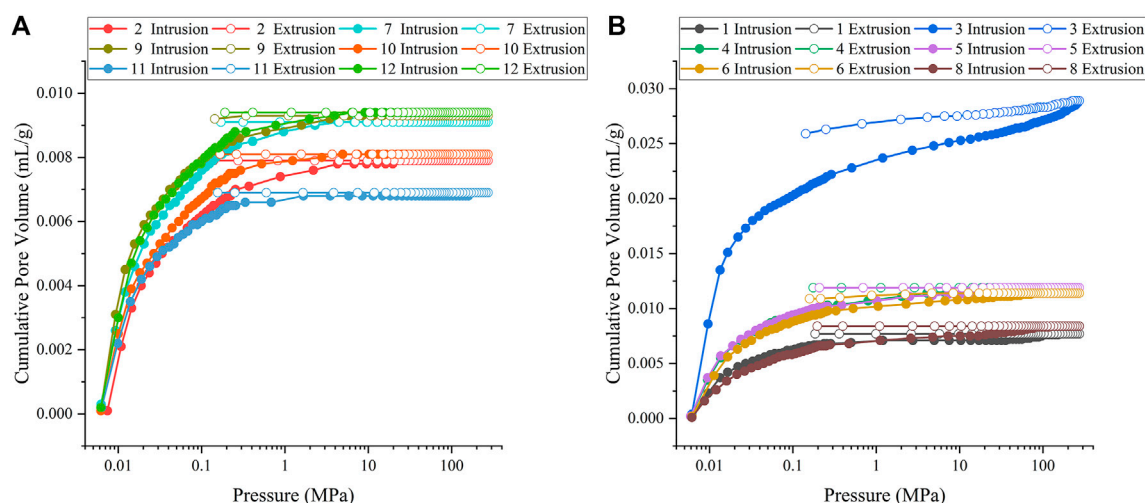 A
2 Intrusion 2 Extrusion 7 Intrusion 7 Extrusion
9 Intrusion 9 Extrusion 10 Intrusion 10 Extrusion
11 Intrusion 11 Extrusion 12 Intrusion 12 Extrusion
Cumulative Pore Volume (mL/g)
0.010
0.008
0.006
0.004
0.002
0.000
0.01 0.1 1 10 100
Pressure (MPa)
B
1 Intrusion 1 Extrusion 3 Intrusion 3 Extrusion
4 Intrusion 4 Extrusion 5 Intrusion 5 Extrusion
6 Intrusion 6 Extrusion 8 Intrusion 8 Extrusion
Cumulative Pore Volume (mL/g)
0.030
0.025
0.020
0.015
0.010
0.005
0.000
0.01 0.1 1 10 100
Pressure (MPa)